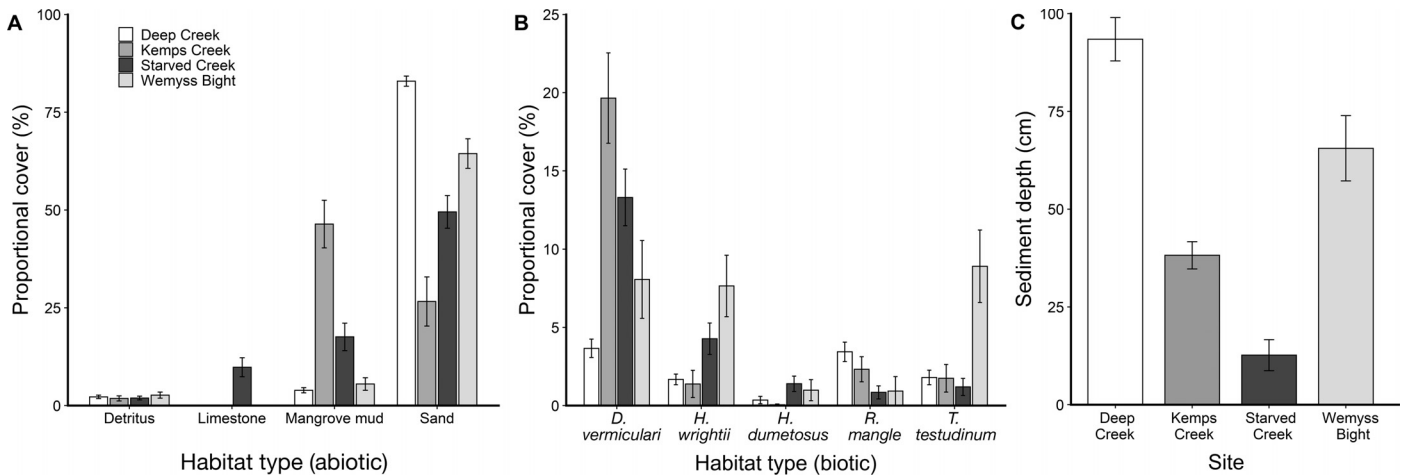 A
Proportional cover (%)
100
75
50
25
0
Deep Creek
Kemps Creek
Starved Creek
Wemyss Bight
Detritus
Limestone
Mangrove mud
Sand
Habitat type (abiotic)
B
Proportional cover (%)
25
20
15
10
5
0
D.
vermiculari
H.
wrightii
H.
dumetosus
R.
mangle
T.
testudinum
Habitat type (biotic)
C
Sediment depth (cm)
100
75
50
25
0
Deep
Creek
Kemps
Creek
Starved
Creek
Wemyss
Bight
Site